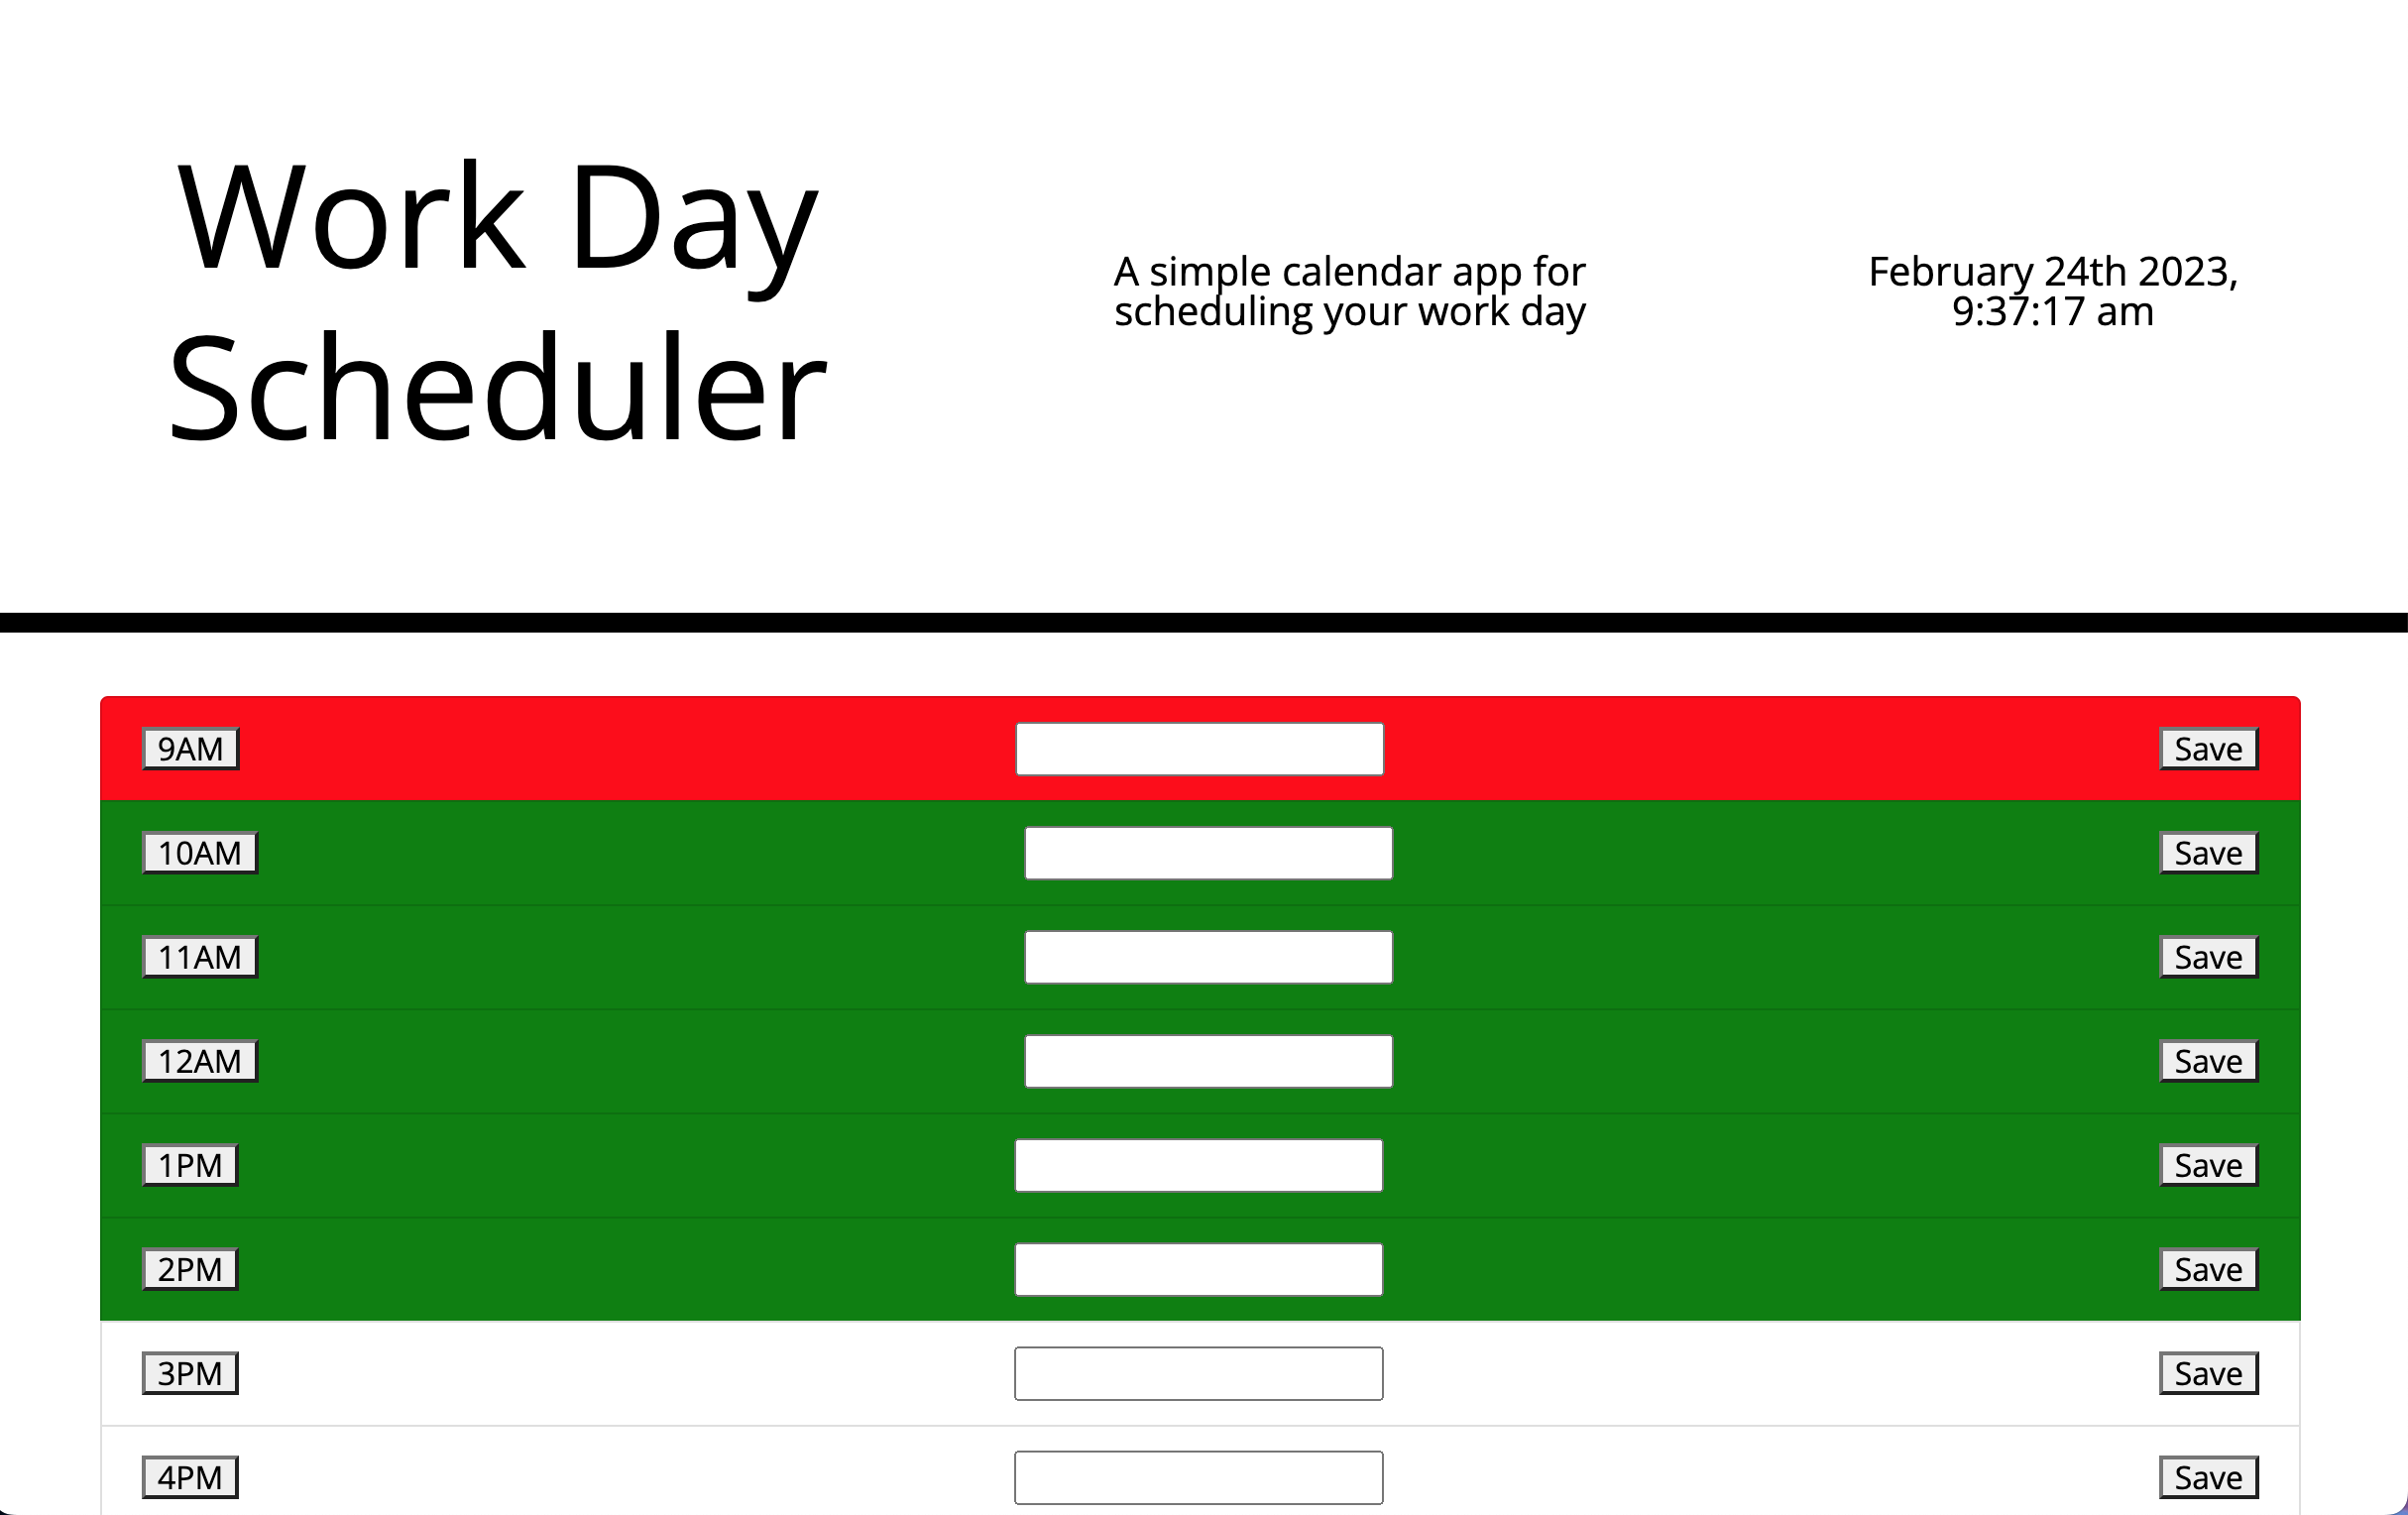 Work Day
Scheduler
A simple calendar app for
scheduling your work day
February 24th 2023,
9:37:17 am
9AM Save
10AM Save
11AM Save
12AM Save
1PM Save
2PM Save
3PM Save
4PM Save